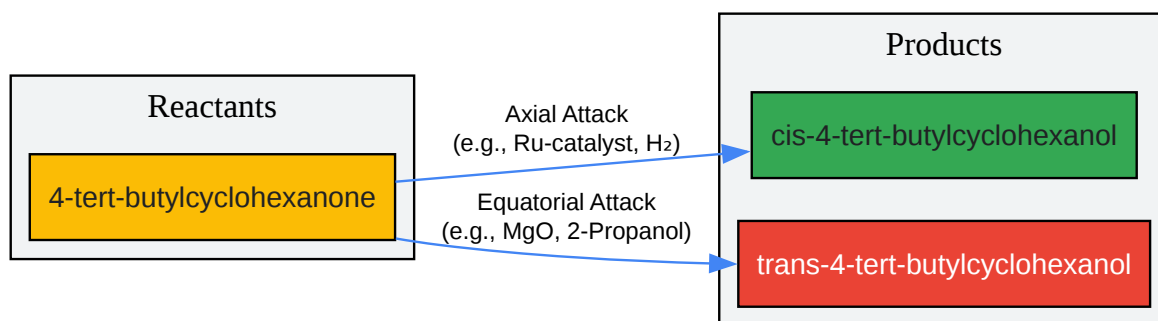 Products
Reactants
Axial Attack
(e.g., Ru-catalyst, H₂)
cis-4-tert-butylcyclohexanol
4-tert-butylcyclohexanone
Equatorial Attack
(e.g., MgO, 2-Propanol)
trans-4-tert-butylcyclohexanol